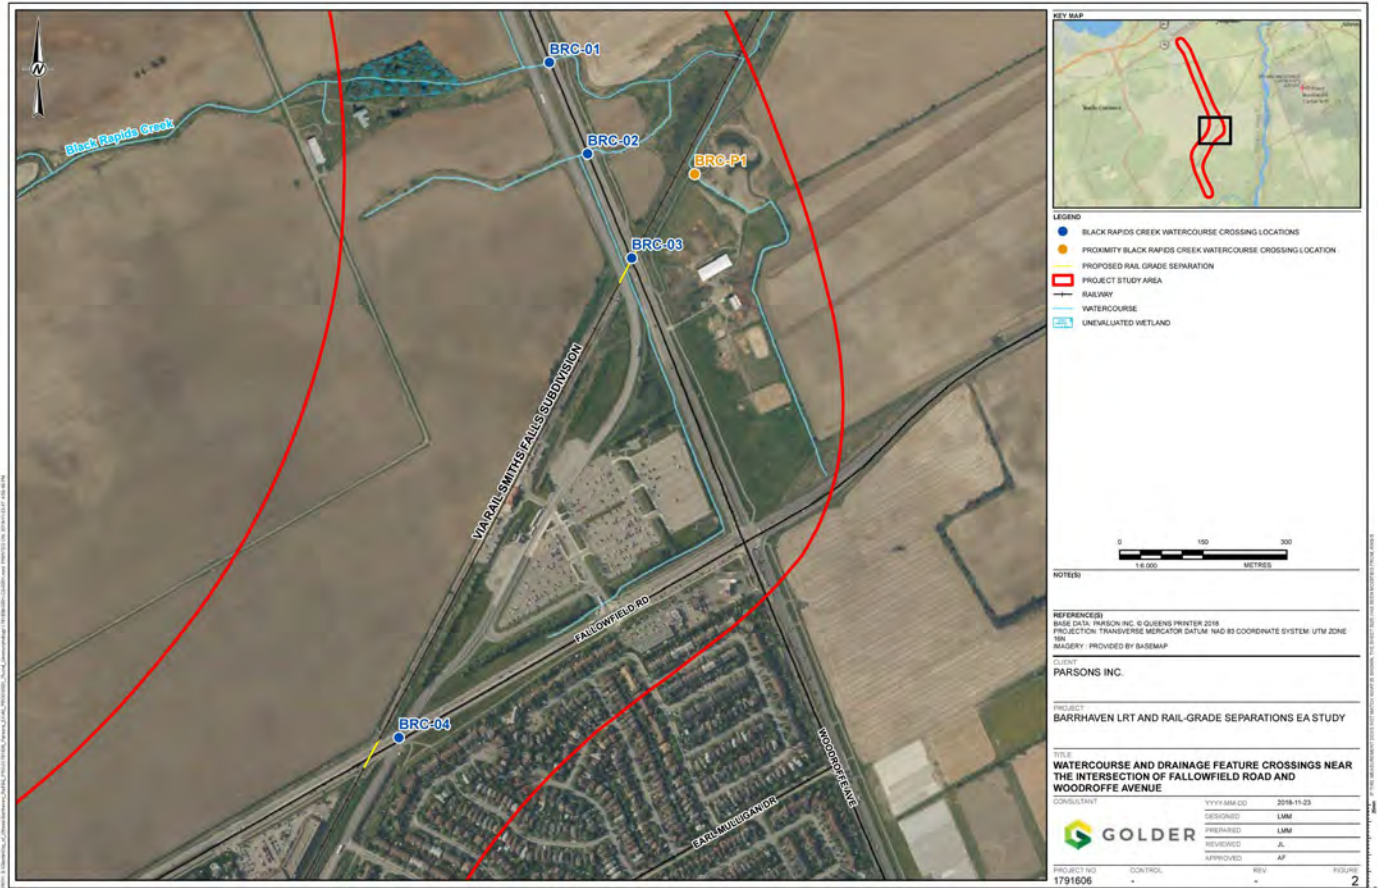 N
BRC-01
Black Rapids Creek
BRC-02
BRC-P1
BRC-03
VIA RAIL SMITHS FALLS SUBDIVISION
FALLOWFIELD RD
BRC-04
WOODROFFE AVE
EARL MULLIGAN DR
KEY MAP
LEGEND
BLACK RAPIDS CREEK WATERCOURSE CROSSING LOCATIONS
PROXIMITY BLACK RAPIDS CREEK WATERCOURSE CROSSING LOCATION
PROPOSED RAIL GRADE SEPARATION
PROJECT STUDY AREA
RAILWAY
WATERCOURSE
UNEVALUATED WETLAND
0 150 300
1:6,000 METRES
NOTE(S)
REFERENCE(S)
BASE DATA: PARSON INC. © QUEENS PRINTER 2018
PROJECTION: TRANSVERSE MERCATOR DATUM: NAD 83 COORDINATE SYSTEM: UTM ZONE
IMAGERY : PROVIDED BY BASEMAP
CLIENT
PARSONS INC.
PROJECT
BARRHAVEN LRT AND RAIL-GRADE SEPARATIONS EA STUDY
TITLE
WATERCOURSE AND DRAINAGE FEATURE CROSSINGS NEAR
THE INTERSECTION OF FALLOWFIELD ROAD AND
WOODROFFE AVENUE
CONSULTANT
GOLDER
YYYY-MM-DD 2018-11-23
DESIGNED LMM
PREPARED LMM
REVIEWED JL
APPROVED AF
PROJECT NO. CONTROL REV. FIGURE
1791606 - - 2